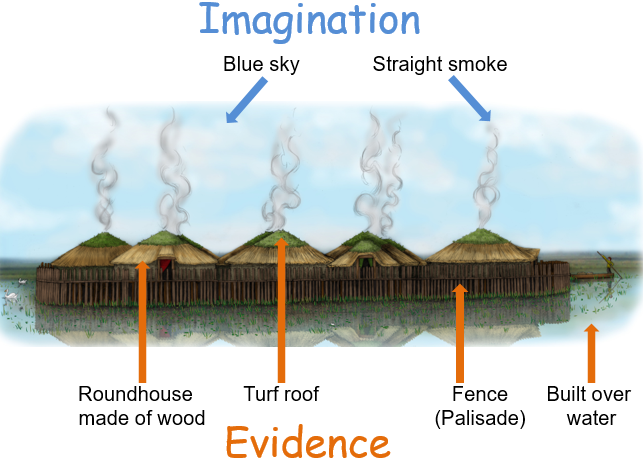 Imagination
Blue sky
Straight smoke
Roundhouse
made of wood
Turf roof
Fence
(Palisade)
Built over
water
Evidence